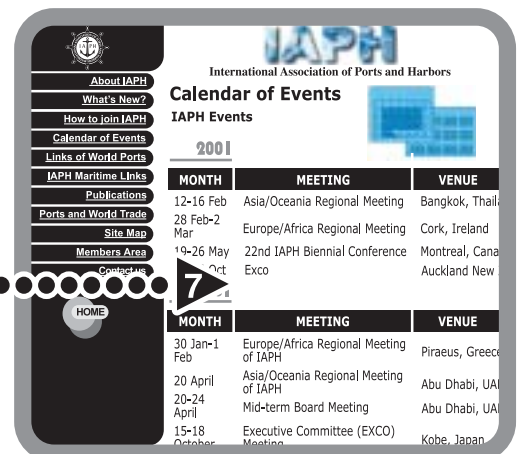 IAPH
IAPH
International Association of Ports and Harbors
About IAPH
What's New?
How to join IAPH
Calendar of Events
Links of World Ports
IAPH Maritime Links
Publications
Ports and World Trade
Site Map
Members Area
Contact us
HOME
Calendar of Events
IAPH Events
2001
MONTH MEETING VENUE
12-16 Feb Asia/Oceania Regional Meeting Bangkok,
28 Feb-2 Mar Europe/Africa Regional Meeting Cork, Ireland
19-26 May 22nd IAPH Biennial Conference Montreal,
Oct Exco Auckland New
7
MONTH MEETING VENUE
30 Jan-1 Feb Europe/Africa Regional Meeting of IAPH Piraeus, Greece
20 April Asia/Oceania Regional Meeting of IAPH Abu Dhabi,
20-24 April Mid-term Board Meeting Abu Dhabi,
15-18 October Executive Committee (EXCO) Meeting Kobe, Japan